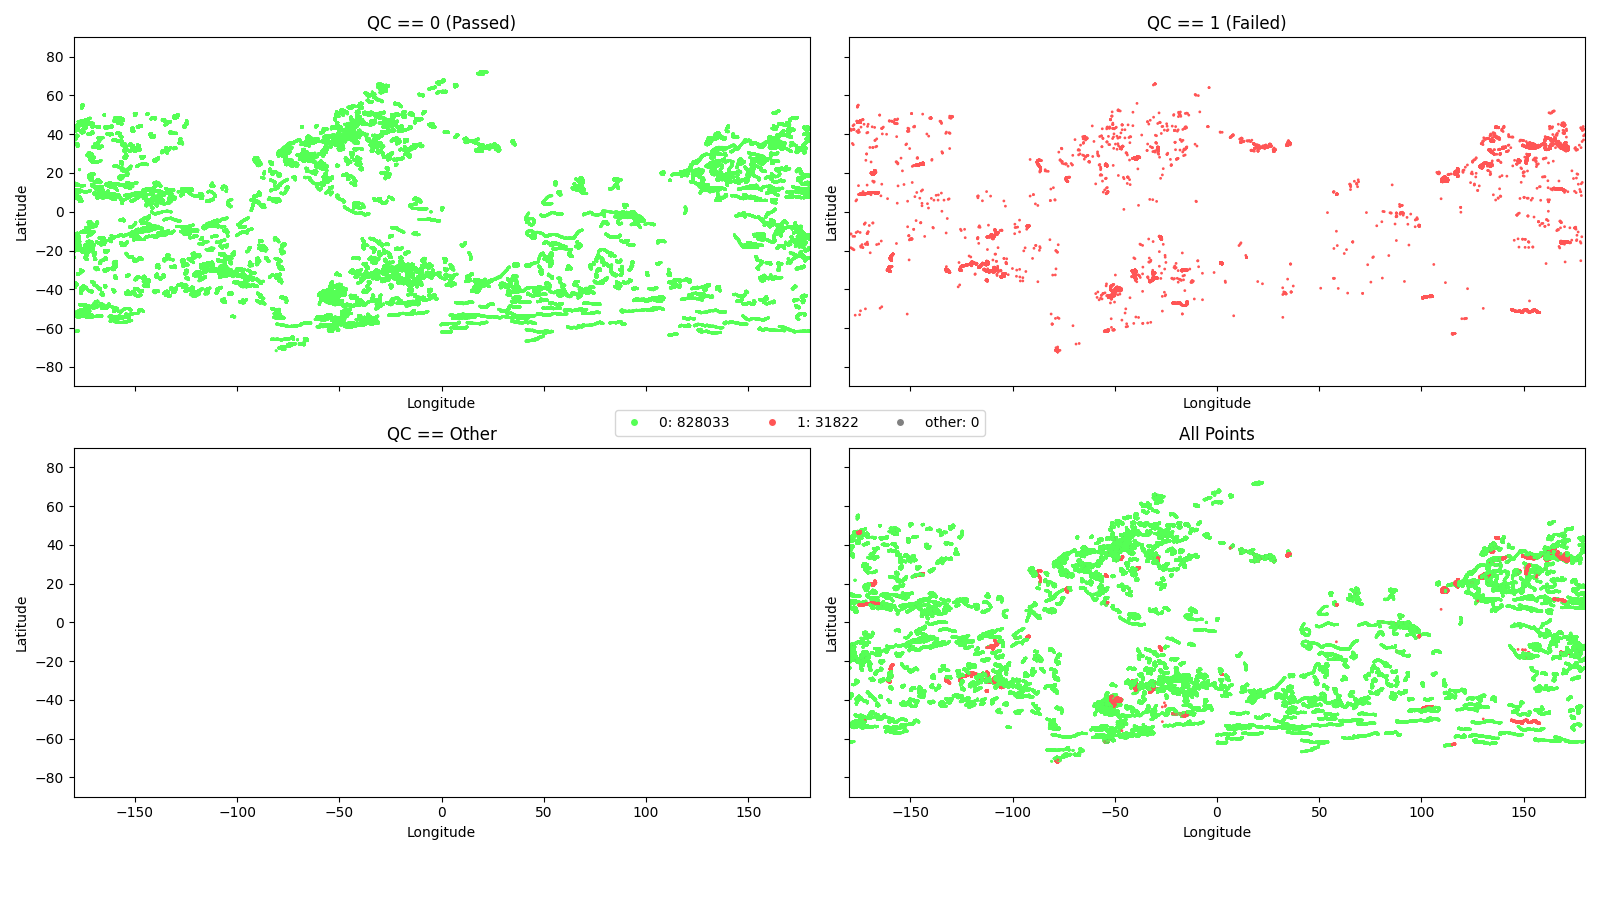 QC == 0 (Passed)
QC == 1 (Failed)
80
60
40
20
0
−20
−40
−60
−80
Latitude
Latitude
Longitude
Longitude
0: 828033
1: 31822
other: 0
QC == Other
All Points
80
60
40
20
0
−20
−40
−60
−80
Latitude
Latitude
−150
−100
−50
0
50
100
150
−150
−100
−50
0
50
100
150
Longitude
Longitude